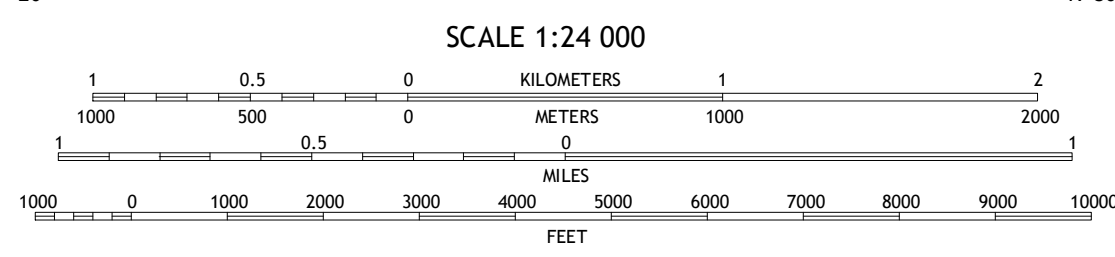 SCALE 1:24 000
1 0.5 0 KILOMETERS 1 2
1000 500 0 METERS 1000 2000
1 0.5 0 1
MILES
1000 0 1000 2000 3000 4000 5000 6000 7000 8000 9000 10000
FEET